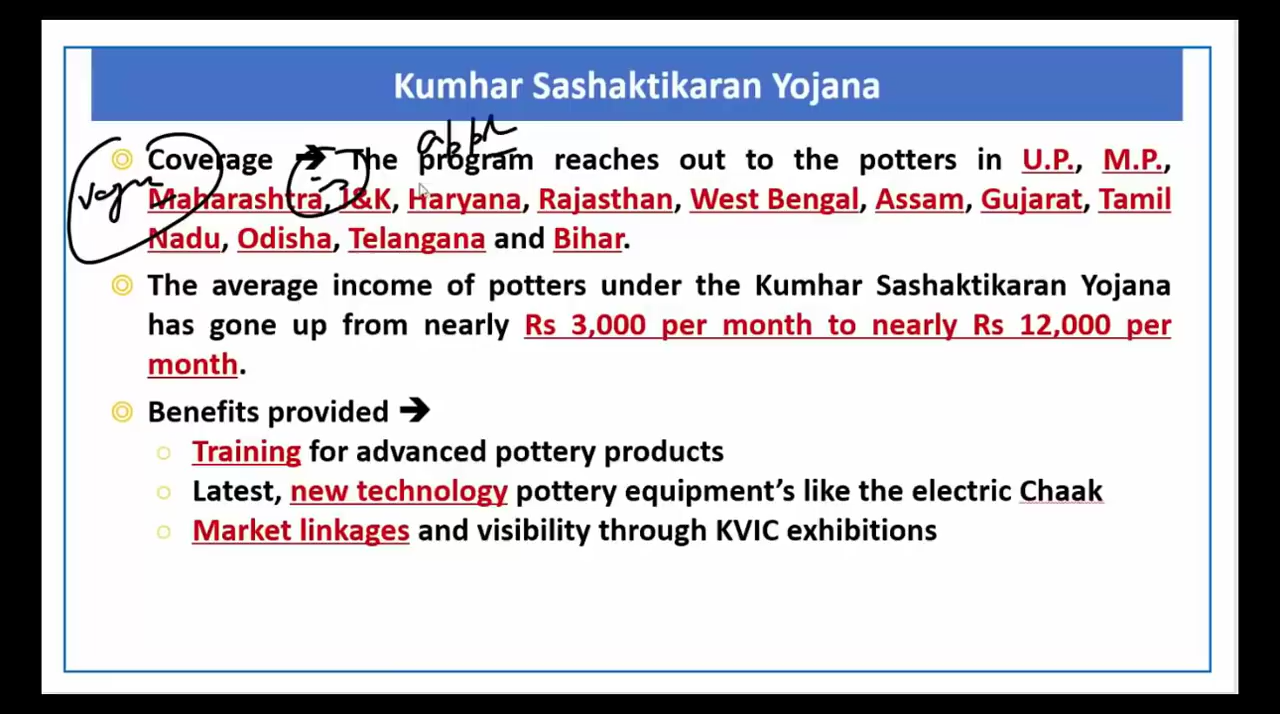 Kumhar Sashaktikaran Yojana
Coverage ➔ The program reaches out to the potters in U.P., M.P.,
Maharashtra, J&K, Haryana, Rajasthan, West Bengal, Assam, Gujarat, Tamil
Nadu, Odisha, Telangana and Bihar.
The average income of potters under the Kumhar Sashaktikaran Yojana
has gone up from nearly Rs 3,000 per month to nearly Rs 12,000 per
month.
Benefits provided ➔
Training for advanced pottery products
Latest, new technology pottery equipment's like the electric Chaak
Market linkages and visibility through KVIC exhibitions